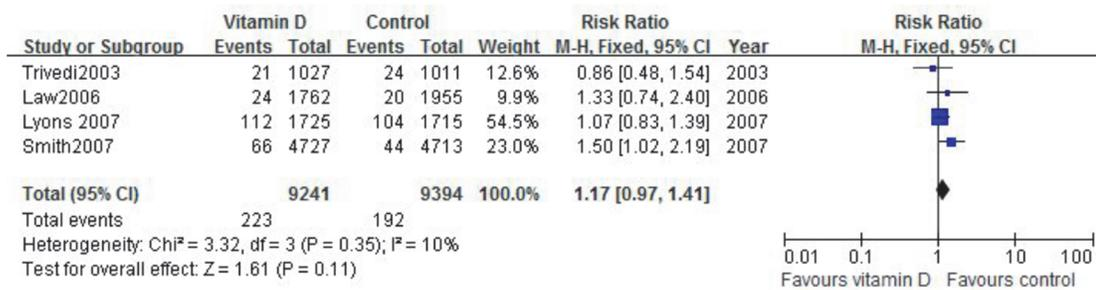 Vitamin D Control Risk Ratio Risk Ratio
Study or Subgroup Events Total Events Total Weight M-H, Fixed, 95% CI Year M-H, Fixed, 95% CI
Trivedi2003 21 1027 24 1011 12.6% 0.86 [0.48, 1.54] 2003
Law2006 24 1762 20 1955 9.9% 1.33 [0.74, 2.40] 2006
Lyons 2007 112 1725 104 1715 54.5% 1.07 [0.83, 1.39] 2007
Smith2007 66 4727 44 4713 23.0% 1.50 [1.02, 2.19] 2007
Total (95% CI) 9241 9394 100.0% 1.17 [0.97, 1.41]
Total events 223 192
Heterogeneity: Chi² = 3.32, df = 3 (P = 0.35); I² = 10%
Test for overall effect: Z = 1.61 (P = 0.11)
0.01 0.1 1 10 100
Favours vitamin D Favours control